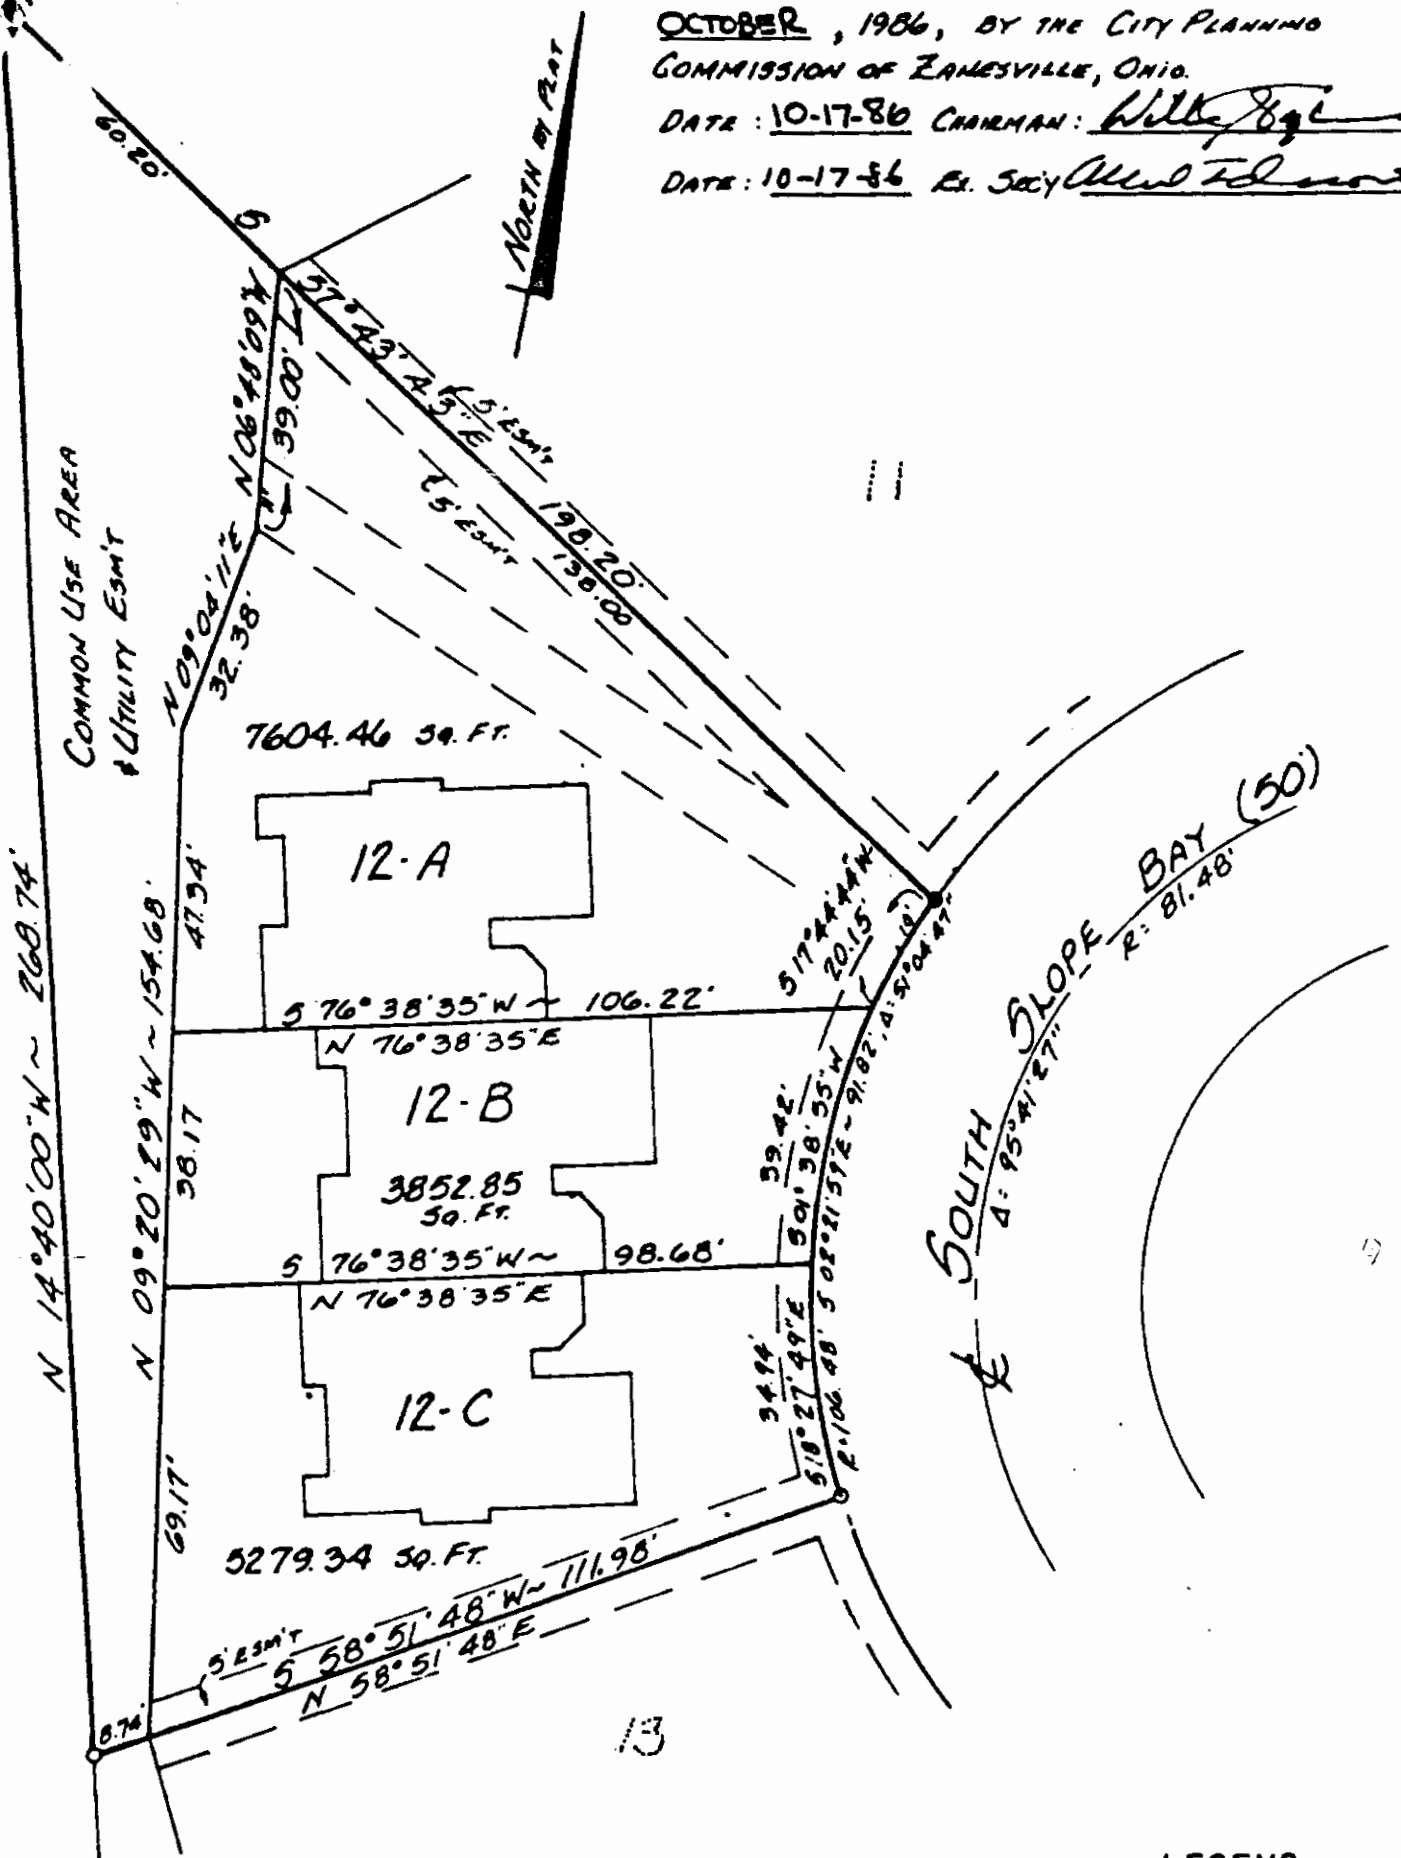 OCTOBER, 1986, BY THE CITY PLANNING
COMMISSION OF ZANESVILLE, OHIO.
DATE: 10-17-86 CHAIRMAN:
DATE: 10-17-86 EX. SEC'Y
NORTH BY PLAT
60.20'
S 57°43'43"E
5' ESM'T
198.20'
138.00
5' ESM'T
N 06°48'09"W
39.00'
11'
N 09°04'11"E
32.38'
COMMON USE AREA
& UTILITY ESM'T
11
7604.46 SQ. FT.
12-A
47.34'
S 17°44'44"W
20.15'
N 14°40'00"W ~ 268.74'
N 09°20'29"W ~ 154.68'
S 76°38'35"W ~ 106.22'
N 76°38'35"E
12-B
3852.85
SQ. FT.
38.17
39.42'
S 01°38'55"W
R=106.48' S 02°21'59"E ~ 91.82', Δ=51°04'47"
S 76°38'35"W ~ 98.68'
N 76°38'35"E
12-C
34.94'
S 18°27'49"E
69.17'
5279.34 SQ. FT.
5' ESM'T
S 58°51'48"W ~ 111.98'
N 58°51'48"E
8.74'
13
℄ SOUTH SLOPE BAY (50')
Δ=95°41'27" R=81.48'
LEGEND